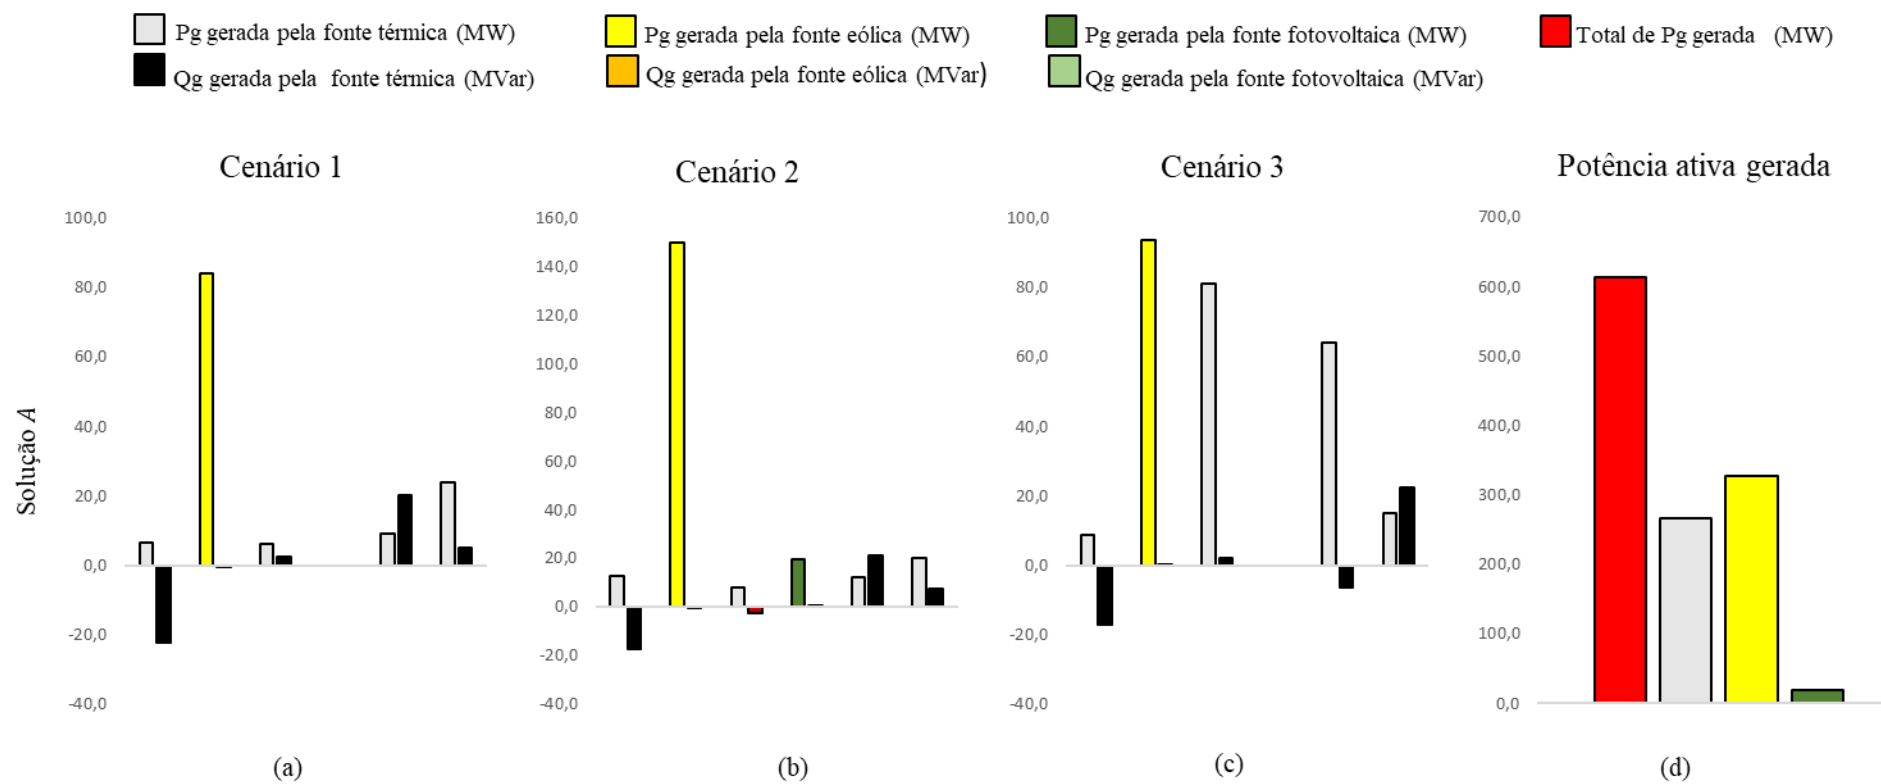 Pg gerada pela fonte térmica (MW)
Pg gerada pela fonte eólica (MW)
Pg gerada pela fonte fotovoltaica (MW)
Total de Pg gerada (MW)
Qg gerada pela fonte térmica (MVar)
Qg gerada pela fonte eólica (MVar)
Qg gerada pela fonte fotovoltaica (MVar)
Solução A
Cenário 1
100,0
80,0
60,0
40,0
20,0
0,0
-20,0
-40,0
(a)
Cenário 2
160,0
140,0
120,0
100,0
80,0
60,0
40,0
20,0
0,0
-20,0
-40,0
(b)
Cenário 3
100,0
80,0
60,0
40,0
20,0
0,0
-20,0
-40,0
(c)
Potência ativa gerada
700,0
600,0
500,0
400,0
300,0
200,0
100,0
0,0
(d)